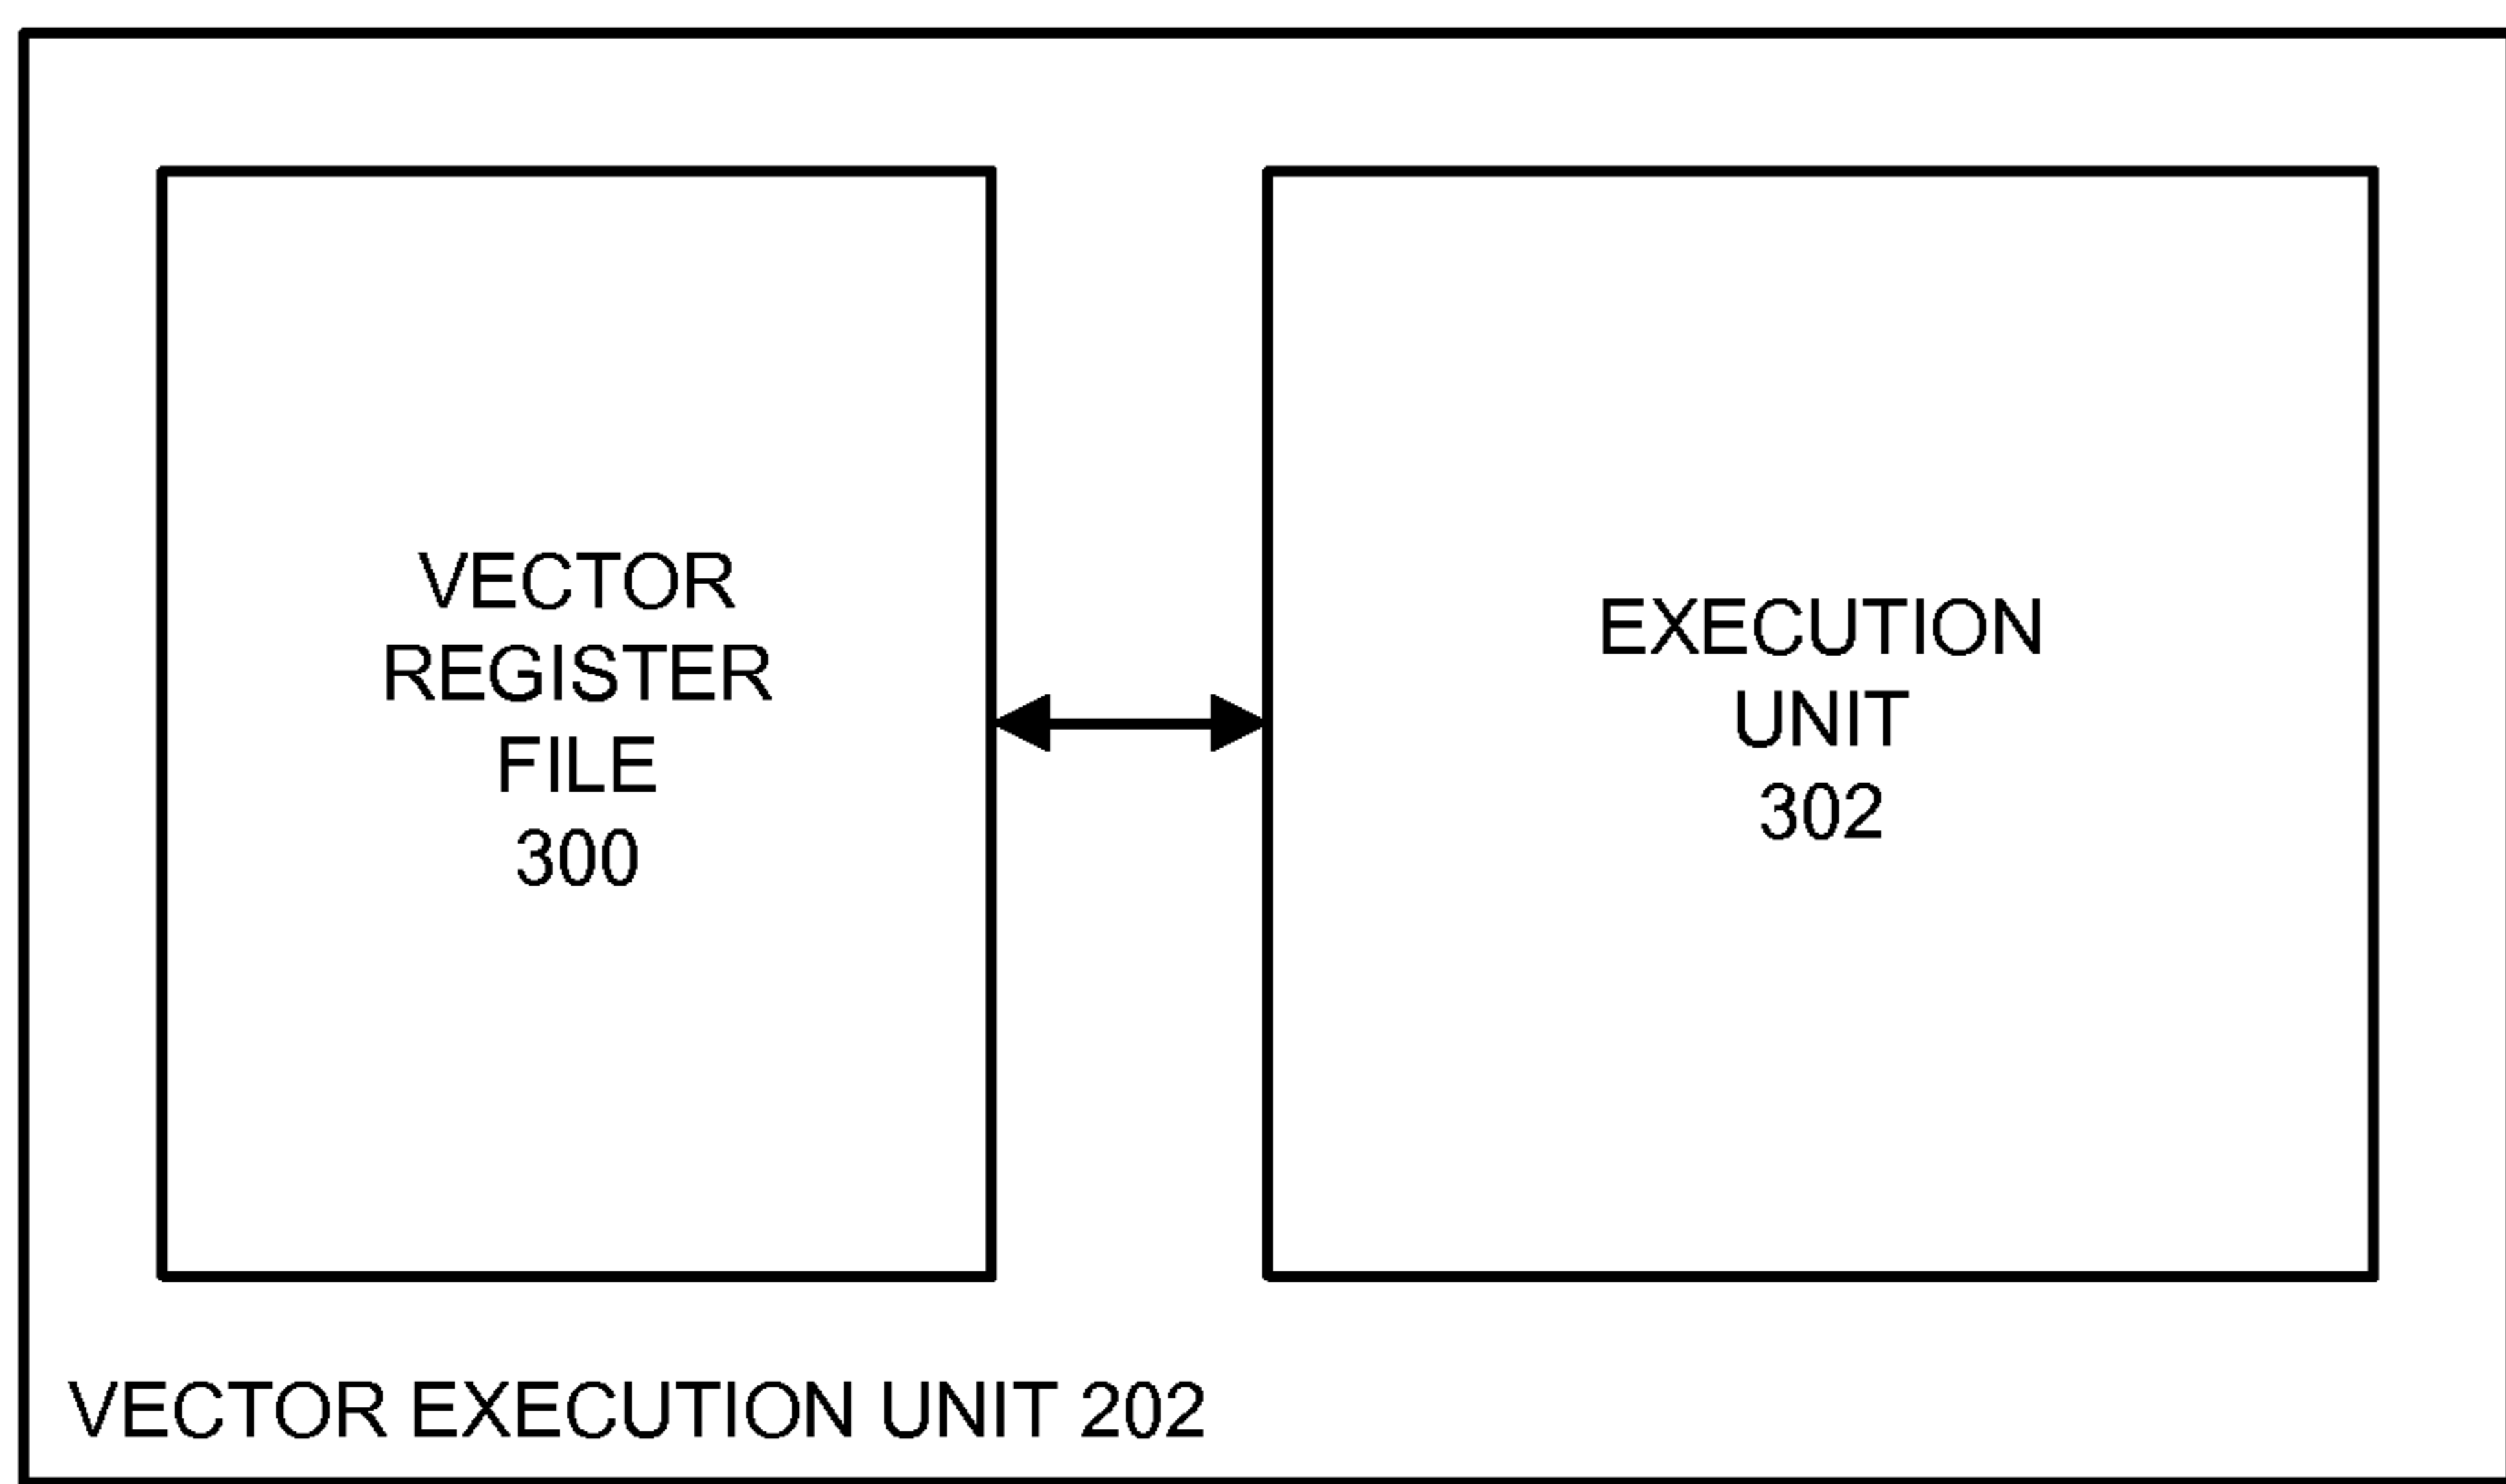 VECTOR
REGISTER
FILE
300
EXECUTION
UNIT
302
VECTOR EXECUTION UNIT 202